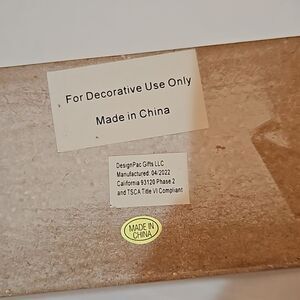 For Decorative Use Only
Made in China
DesignPac Gifts LLC
Manufactured: 04/2022
California 93120 Phase 2
and TSCA Title VI Compliant
MADE IN
CHINA